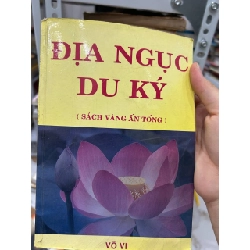 ĐỊA NGỤC
DU KÝ
( SÁCH VÀNG ẤN TỐNG )
VÔ VI